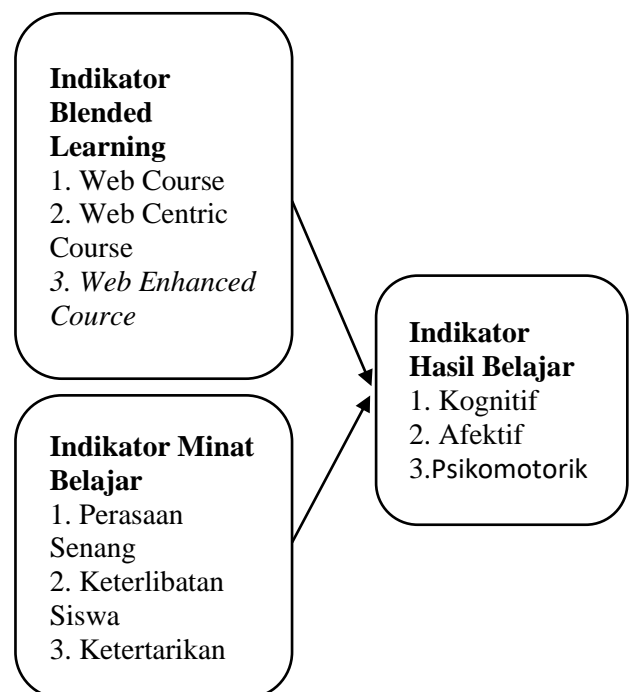 Indikator
Blended
Learning
1. Web Course
2. Web Centric
Course
3. Web Enhanced
Cource
Indikator Minat
Belajar
1. Perasaan
Senang
2. Keterlibatan
Siswa
3. Ketertarikan
Indikator
Hasil Belajar
1. Kognitif
2. Afektif
3.Psikomotorik